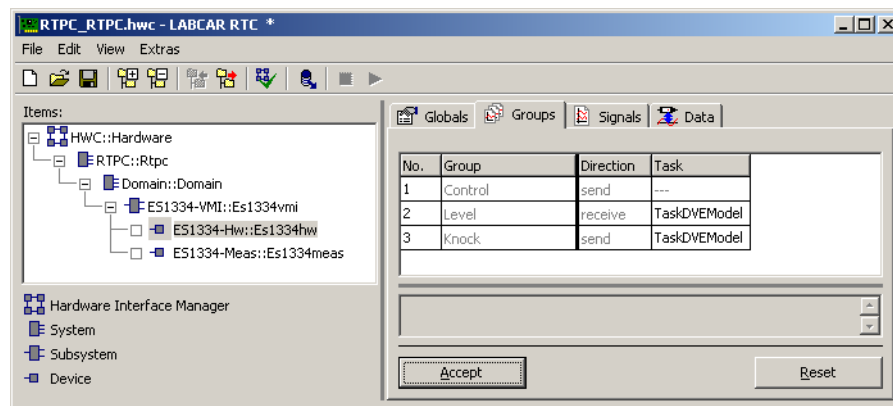 RTPC_RTPC.hwc - LABCAR RTC *
File Edit View Extras
Items:
HWC::Hardware
RTPC::Rtpc
Domain::Domain
ES1334-VMI::Es1334vmi
ES1334-Hw::Es1334hw
ES1334-Meas::Es1334meas
Hardware Interface Manager
System
Subsystem
Device
Globals Groups Signals Data
No. Group Direction Task
1 Control send ---
2 Level receive TaskDVEModel
3 Knock send TaskDVEModel
Accept Reset